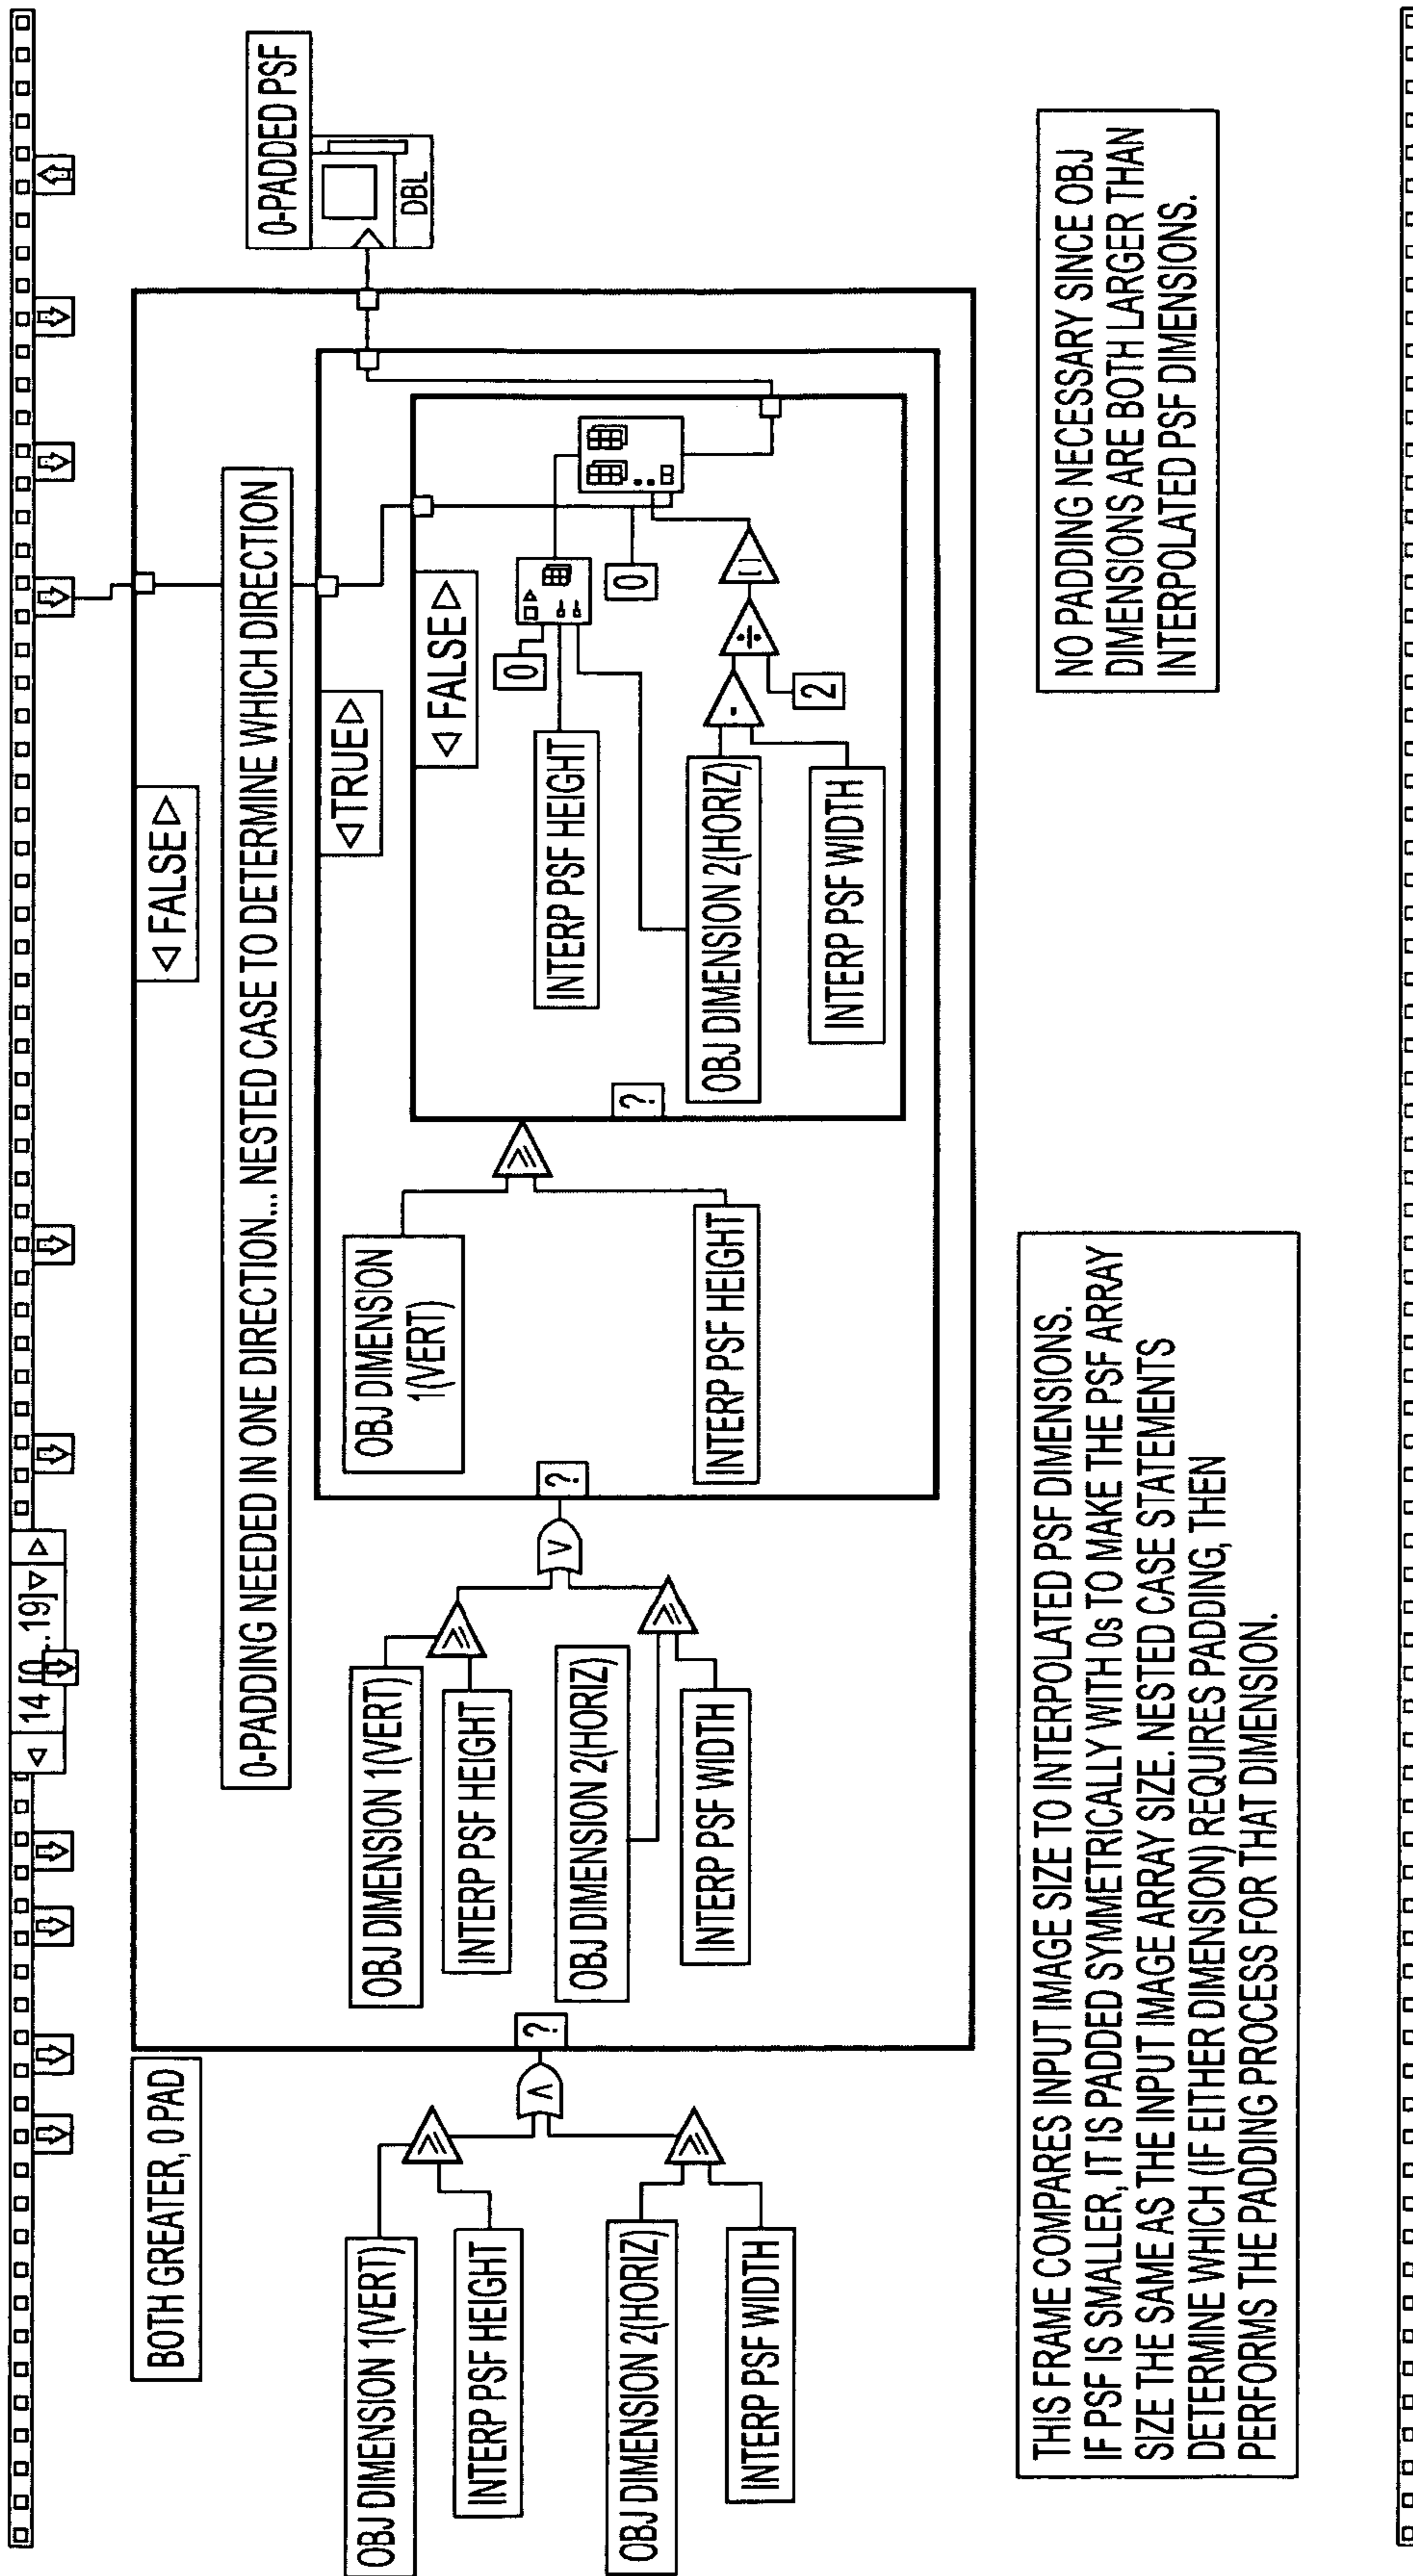 14 [0..19]
BOTH GREATER, 0 PAD
OBJ DIMENSION 1(VERT)
INTERP PSF HEIGHT
OBJ DIMENSION 2(HORIZ)
INTERP PSF WIDTH
?
FALSE
0-PADDING NEEDED IN ONE DIRECTION... NESTED CASE TO DETERMINE WHICH DIRECTION
OBJ DIMENSION 1(VERT)
INTERP PSF HEIGHT
OBJ DIMENSION 2(HORIZ)
INTERP PSF WIDTH
?
TRUE
OBJ DIMENSION
1(VERT)
INTERP PSF HEIGHT
?
FALSE
0
INTERP PSF HEIGHT
0
OBJ DIMENSION 2(HORIZ)
INTERP PSF WIDTH
2
0-PADDED PSF
DBL
THIS FRAME COMPARES INPUT IMAGE SIZE TO INTERPOLATED PSF DIMENSIONS.
IF PSF IS SMALLER, IT IS PADDED SYMMETRICALLY WITH 0s TO MAKE THE PSF ARRAY
SIZE THE SAME AS THE INPUT IMAGE ARRAY SIZE. NESTED CASE STATEMENTS
DETERMINE WHICH (IF EITHER DIMENSION) REQUIRES PADDING, THEN
PERFORMS THE PADDING PROCESS FOR THAT DIMENSION.
NO PADDING NECESSARY SINCE OBJ
DIMENSIONS ARE BOTH LARGER THAN
INTERPOLATED PSF DIMENSIONS.